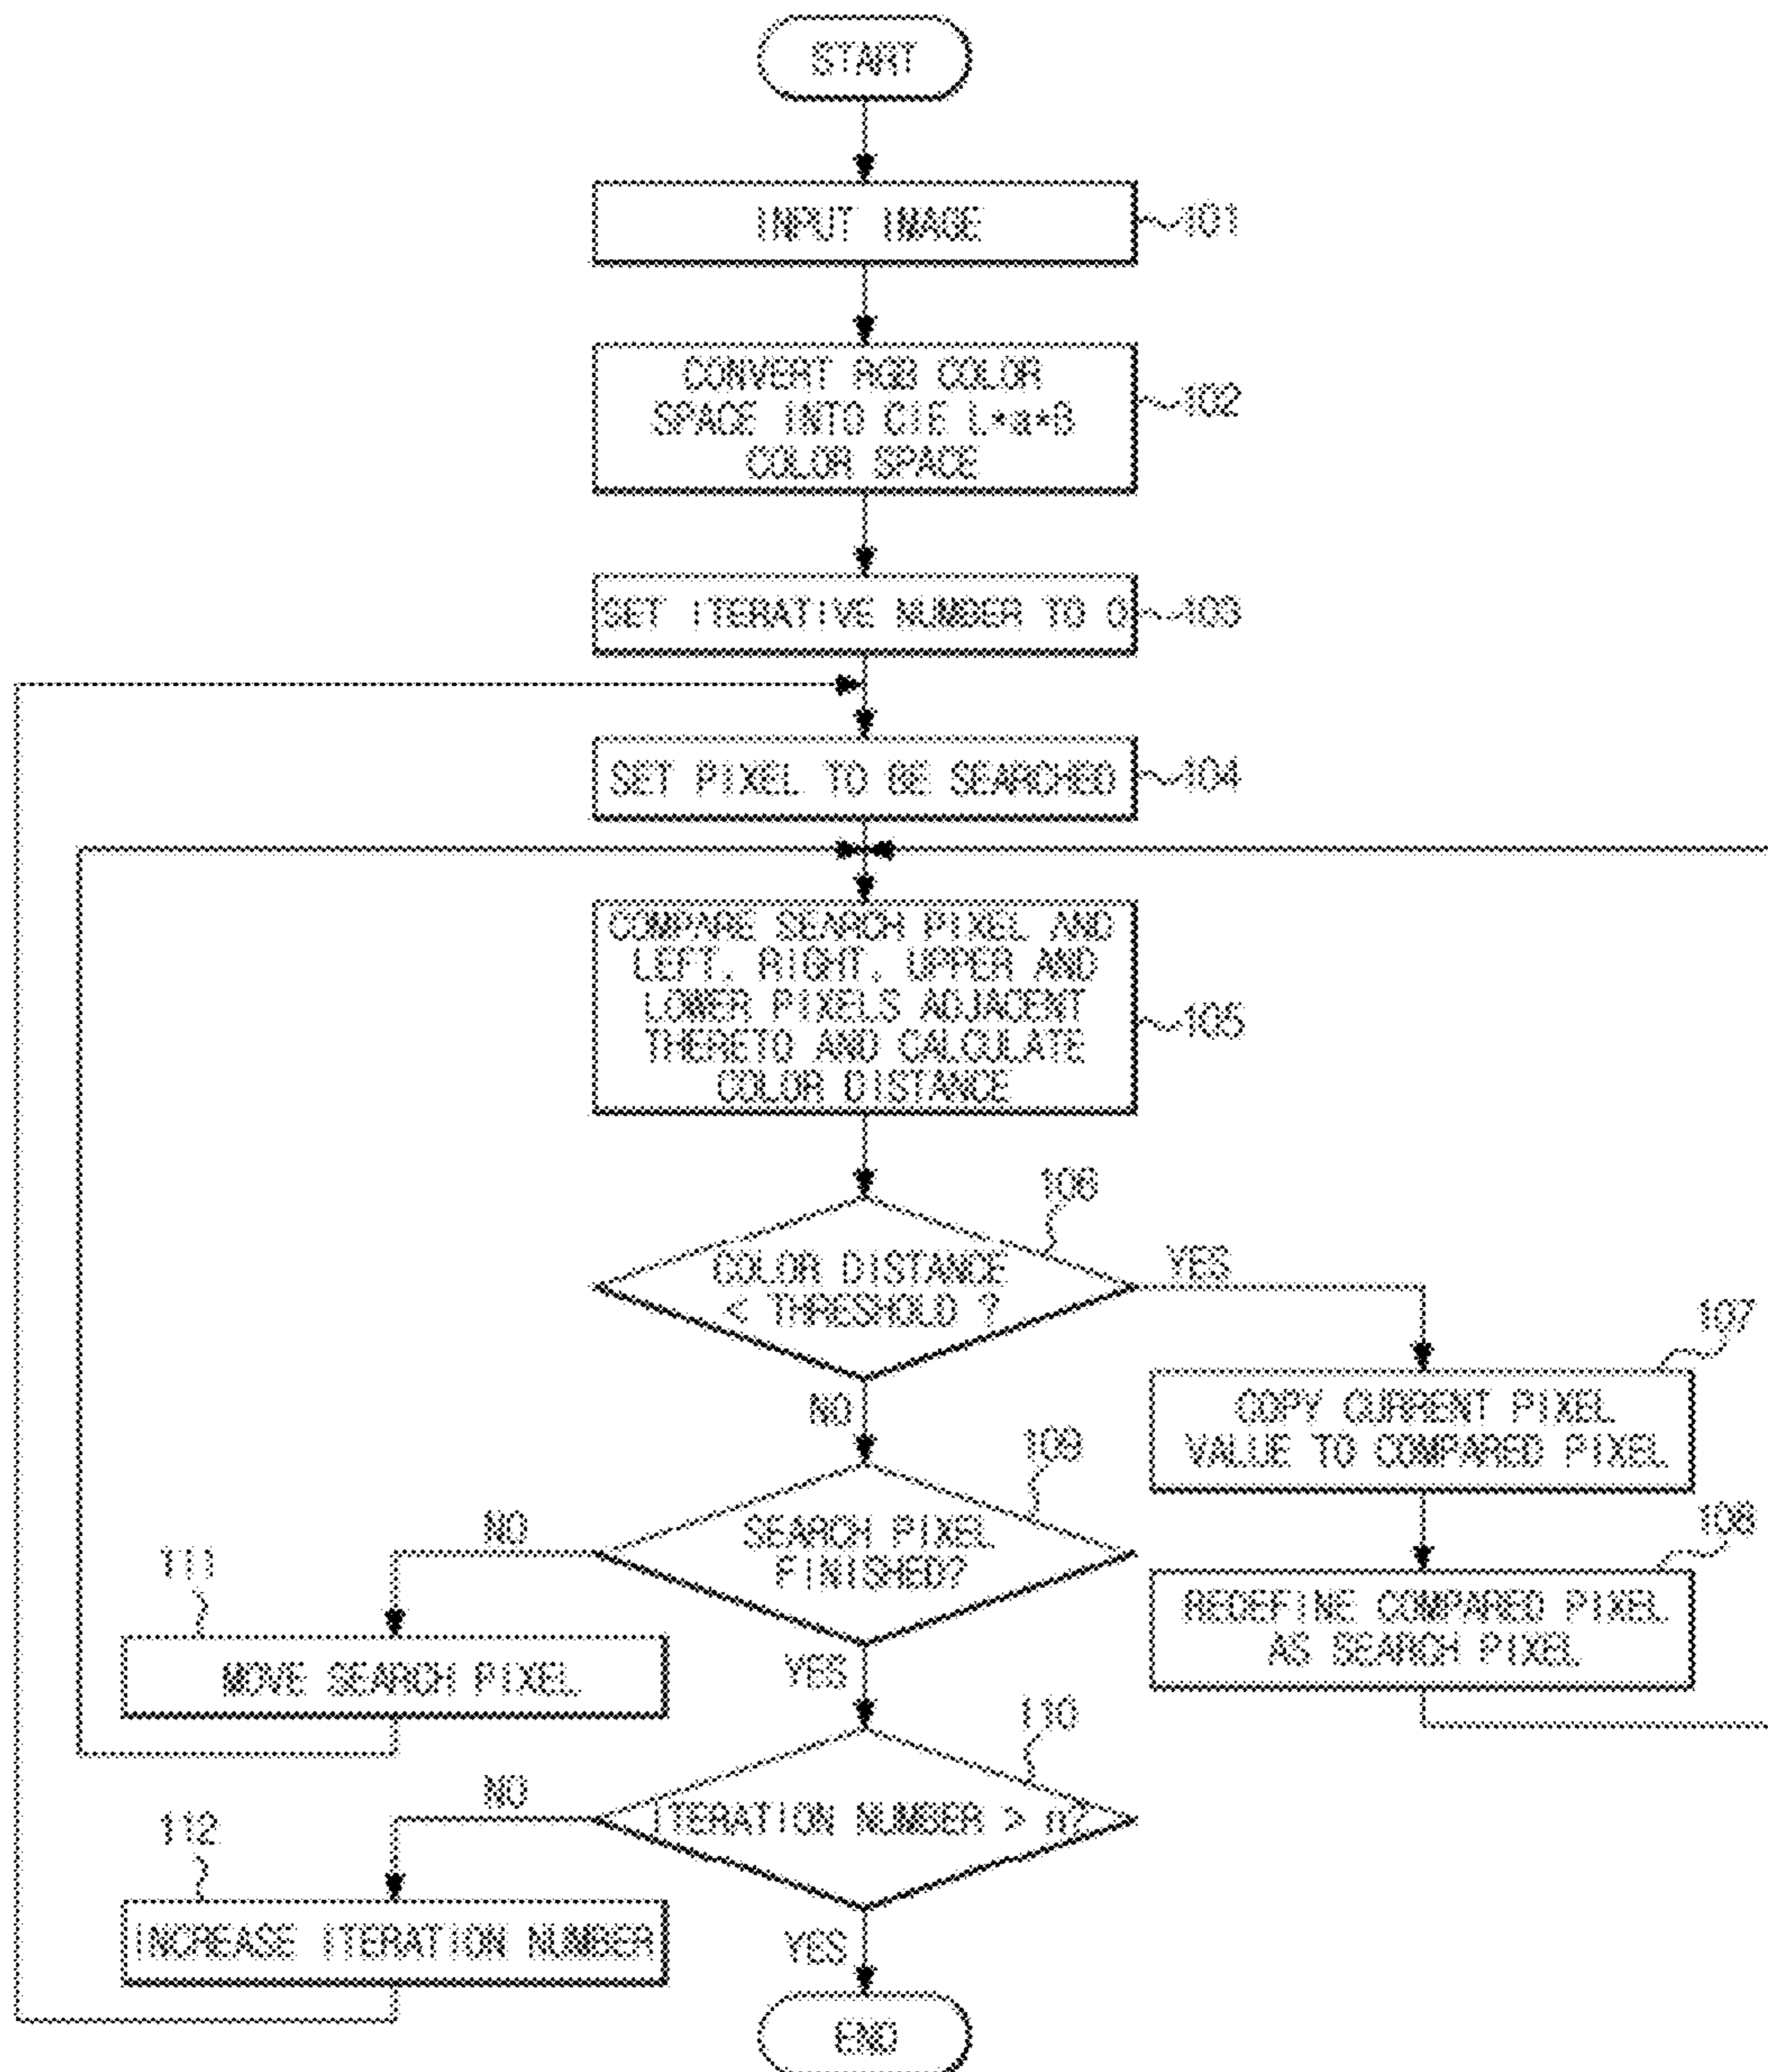 START
INPUT IMAGE
101
CONVERT RGB COLOR
SPACE INTO CIE L*a*B
COLOR SPACE
102
SET ITERATIVE NUMBER TO 0
103
SET PIXEL TO BE SEARCHED
104
COMPARE SEARCH PIXEL AND
LEFT, RIGHT, UPPER AND
LOWER PIXELS ADJACENT
THERETO AND CALCULATE
COLOR DISTANCE
105
106
COLOR DISTANCE
< THRESHOLD ?
YES
NO
107
COPY CURRENT PIXEL
VALUE TO COMPARED PIXEL
108
REDEFINE COMPARED PIXEL
AS SEARCH PIXEL
109
SEARCH PIXEL
FINISHED?
NO
YES
111
MOVE SEARCH PIXEL
110
ITERATION NUMBER > n?
NO
YES
112
INCREASE ITERATION NUMBER
END